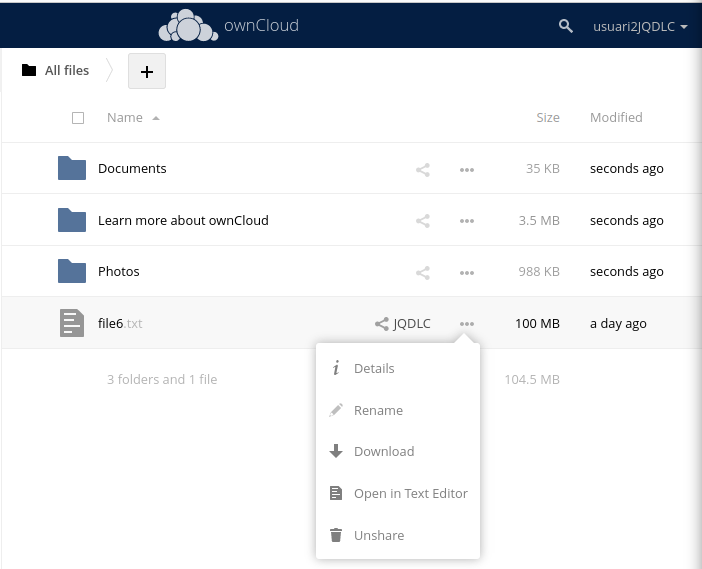 ownCloud
usuari2JQDLC
All files
+
Name Size Modified
Documents 35 KB seconds ago
Learn more about ownCloud 3.5 MB seconds ago
Photos 988 KB seconds ago
file6.txt JQDLC 100 MB a day ago
3 folders and 1 file 104.5 MB
Details
Rename
Download
Open in Text Editor
Unshare